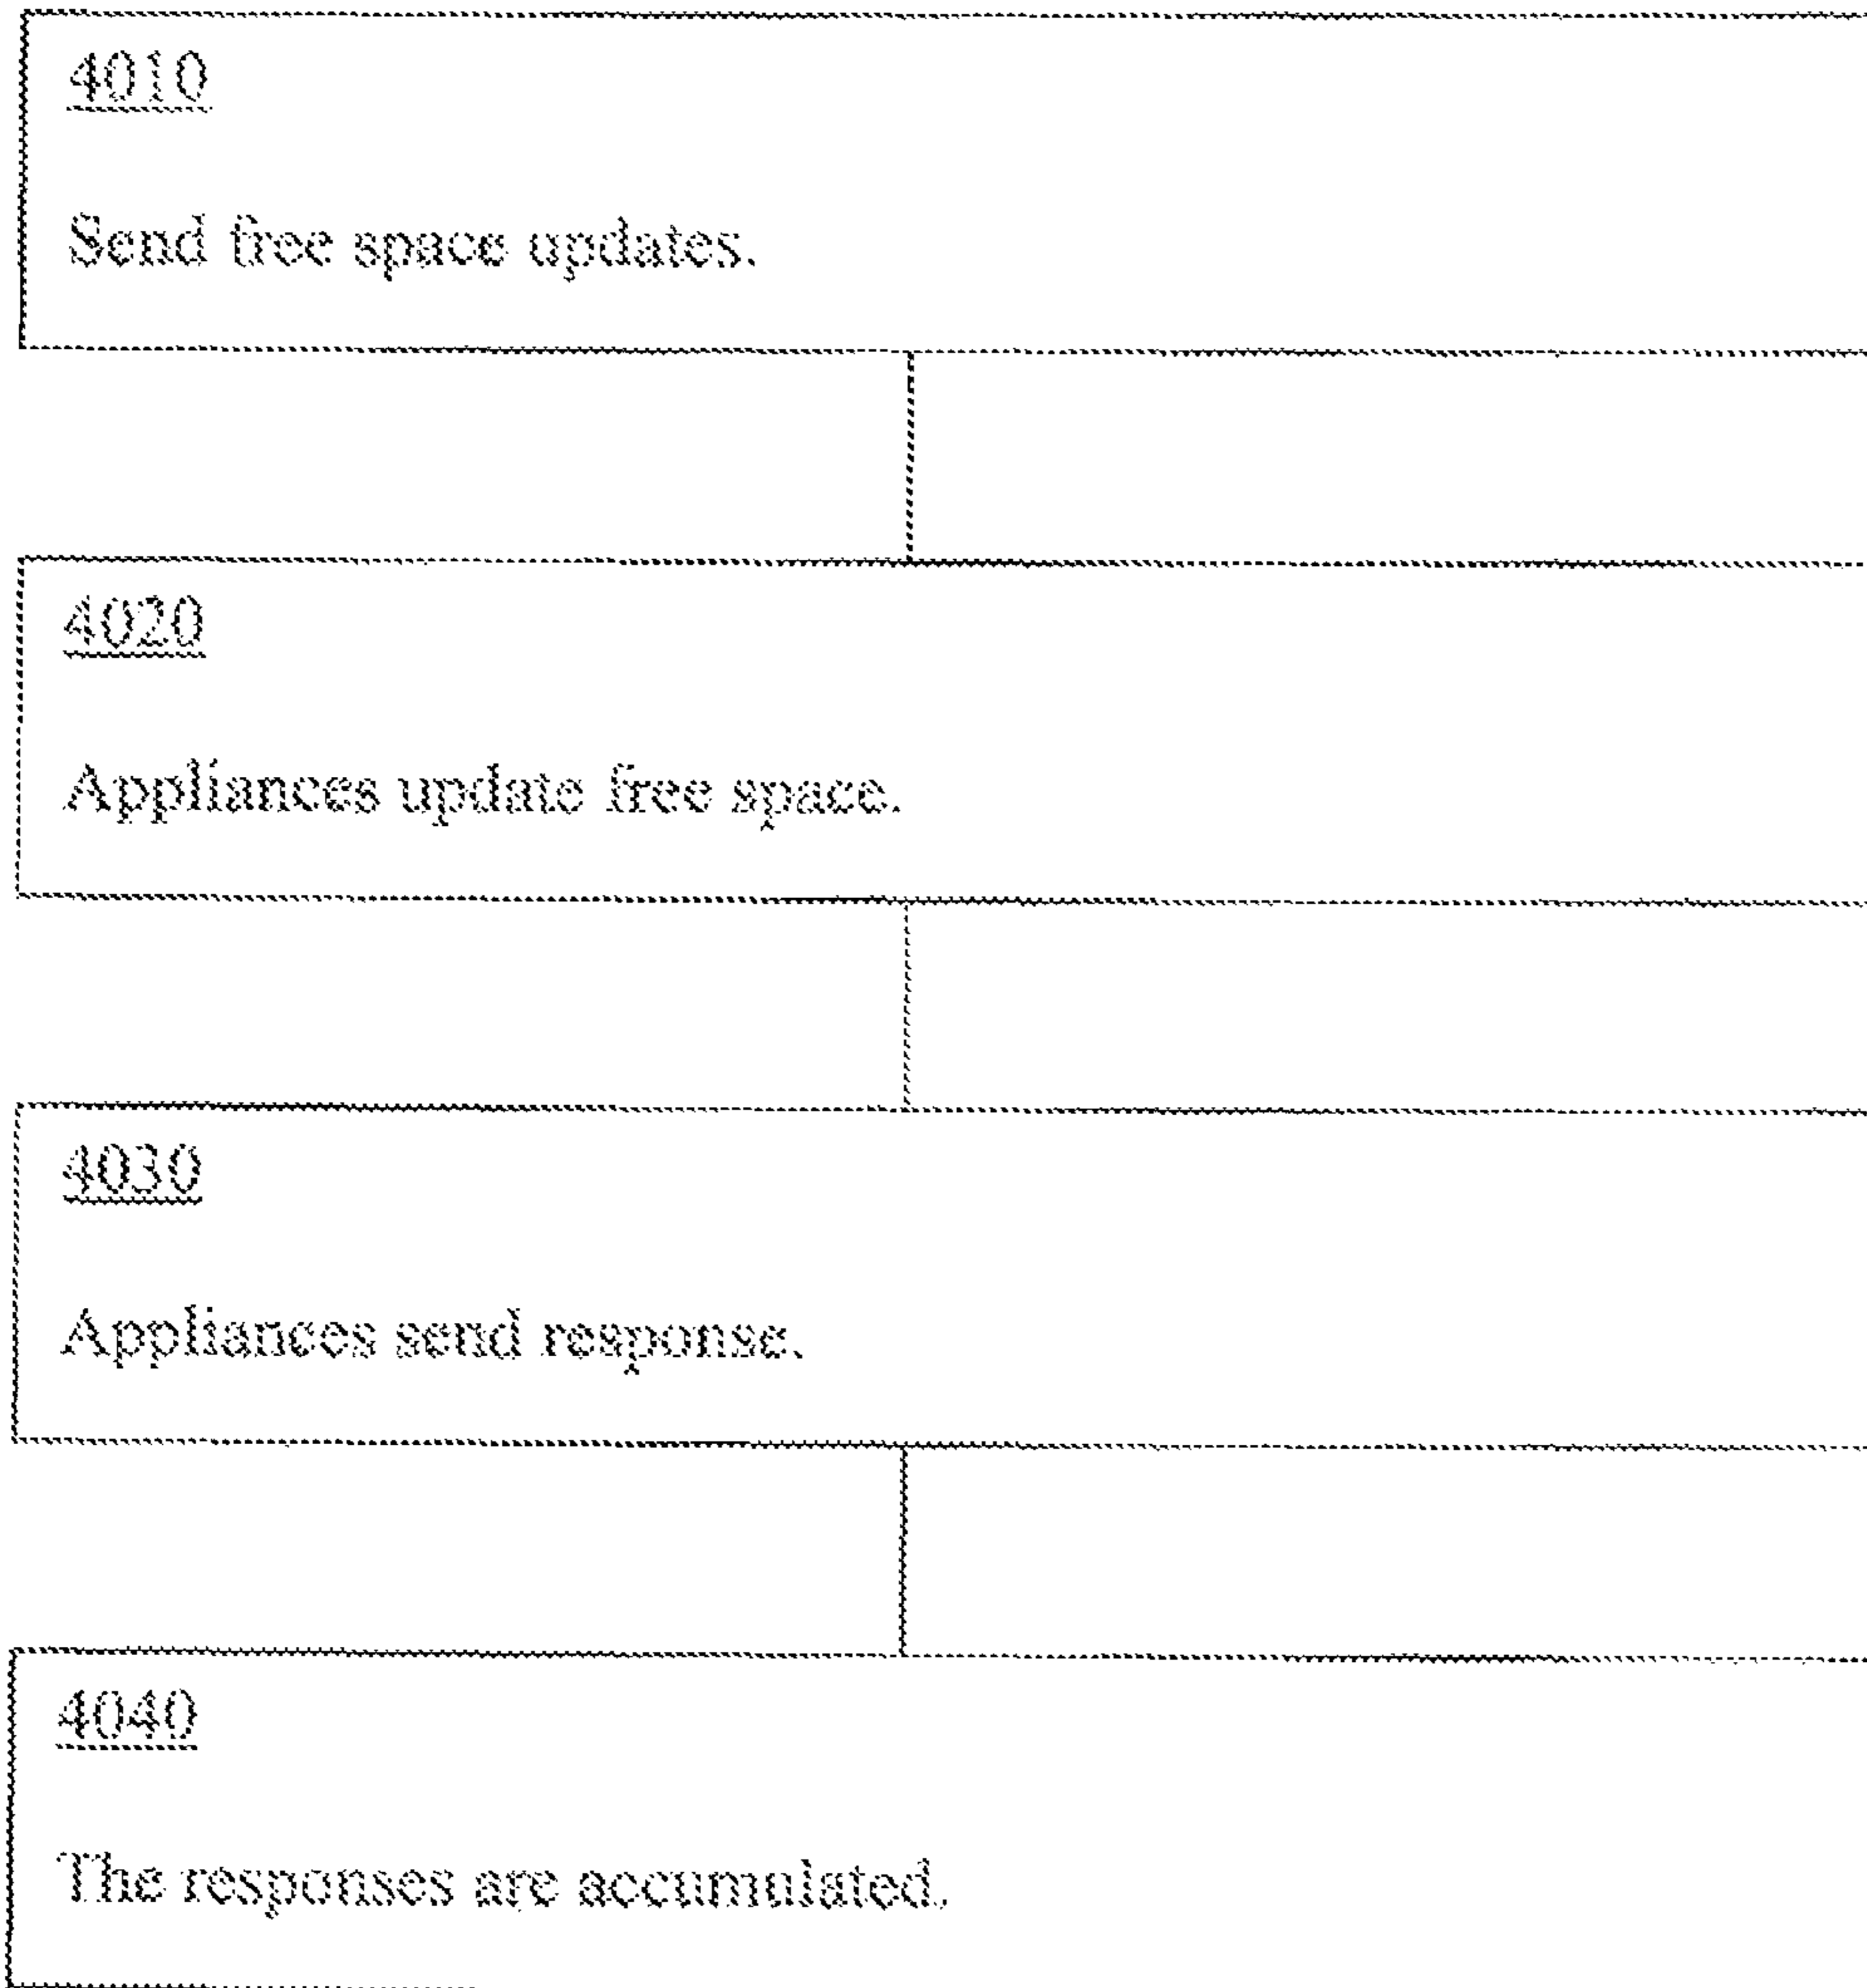 4010
Send free space updates.
4020
Appliances update free space.
4030
Appliances send response.
4040
The responses are accumulated.